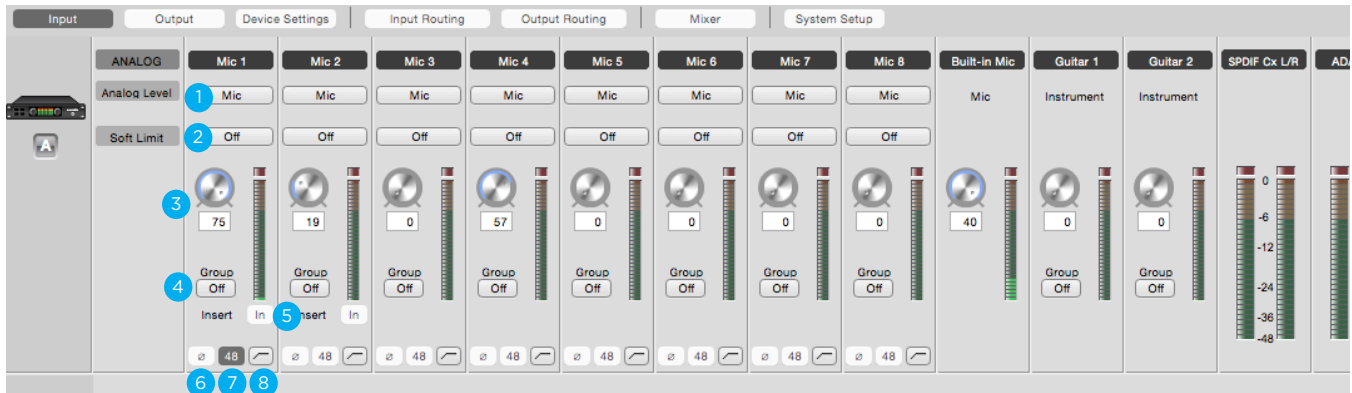 Input Output Device Settings Input Routing Output Routing Mixer System Setup
ANALOG Mic 1 Mic 2 Mic 3 Mic 4 Mic 5 Mic 6 Mic 7 Mic 8 Built-in Mic Guitar 1 Guitar 2 SPDIF Cx L/R
Analog Level 1 Mic Mic Mic Mic Mic Mic Mic Mic Mic Instrument Instrument
A Soft Limit 2 Off Off Off Off Off Off Off Off
0
3
75 19 0 57 0 0 0 0 40 0 0 -6
-12
Group Group Group Group Group Group Group Group Group Group
4 Off Off Off Off Off Off Off Off Off Off -24
Insert In 5 In
-36
-48
ø 48 ø 48 ø 48 ø 48 ø 48 ø 48 ø 48 ø 48
6 7 8